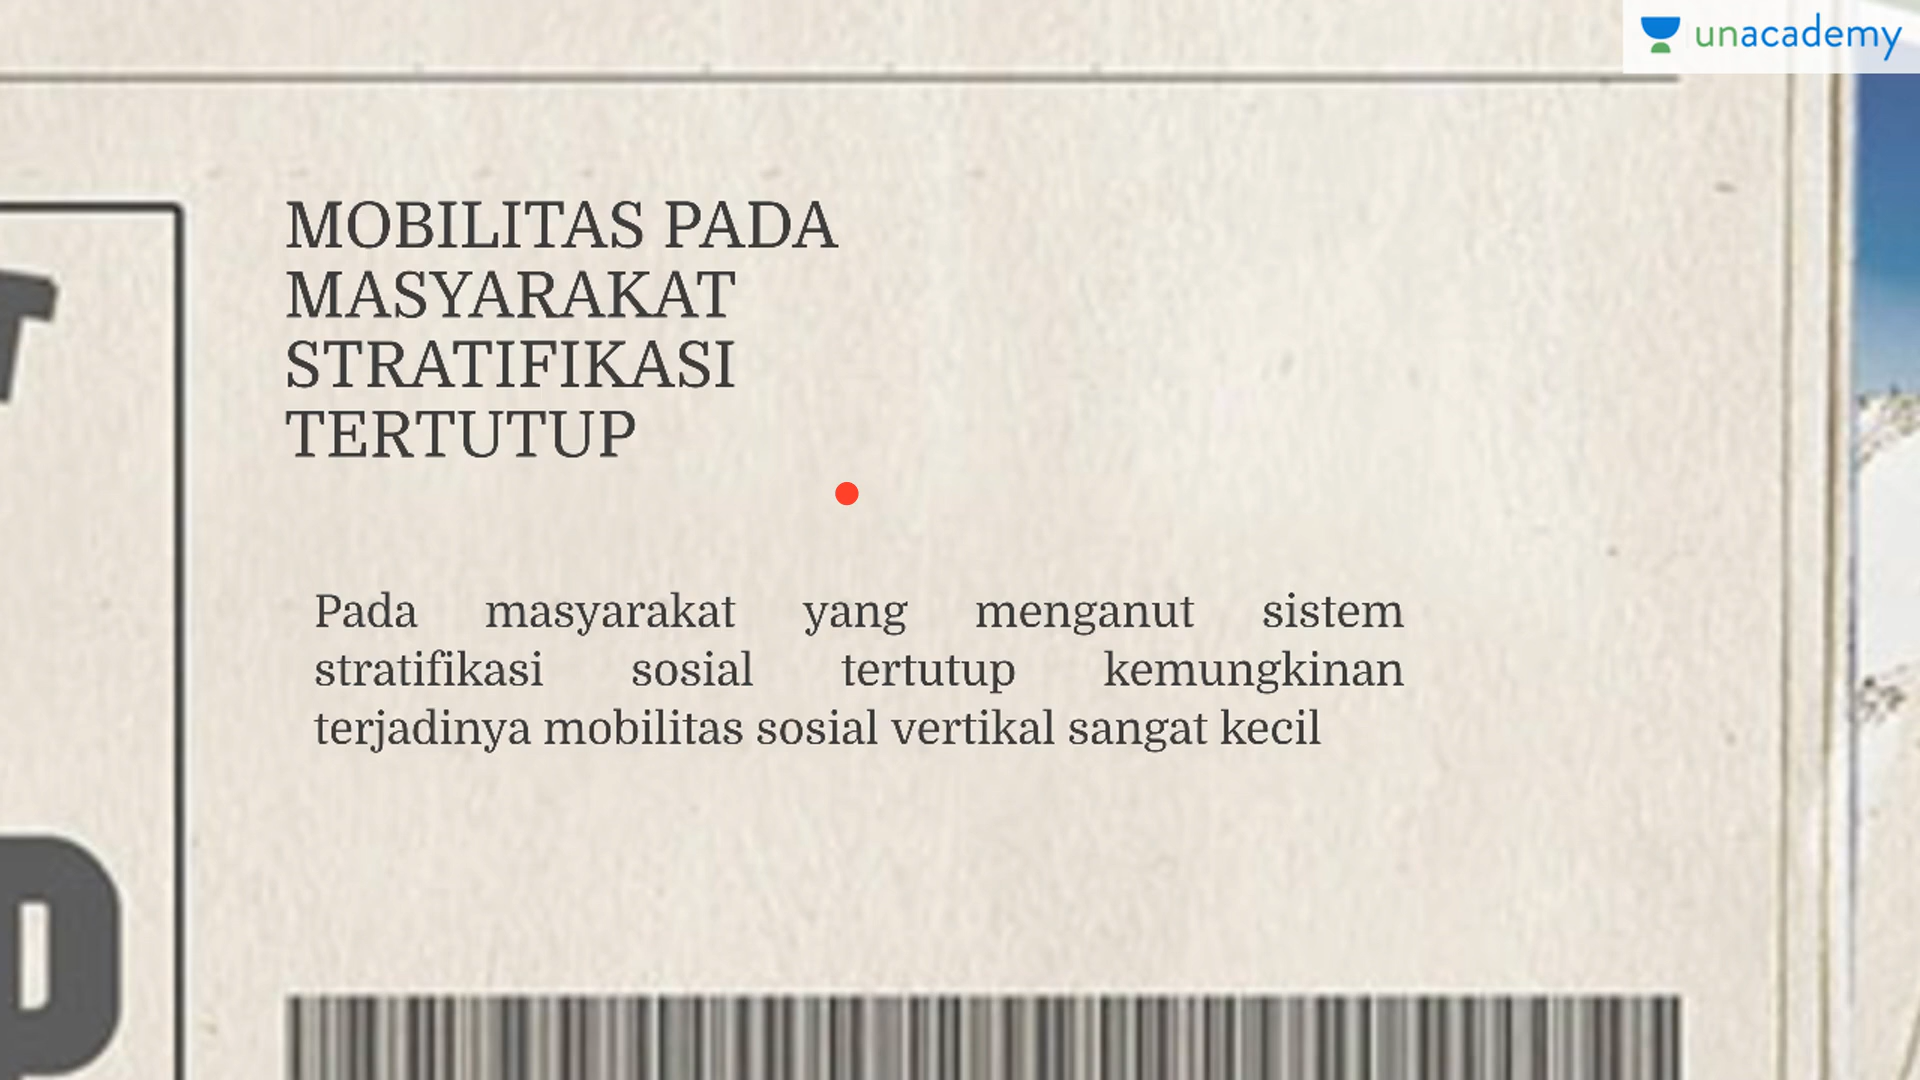 unacademy
MOBILITAS PADA
MASYARAKAT
STRATIFIKASI
TERTUTUP
Pada masyarakat yang menganut sistem
stratifikasi sosial tertutup kemungkinan
terjadinya mobilitas sosial vertikal sangat kecil